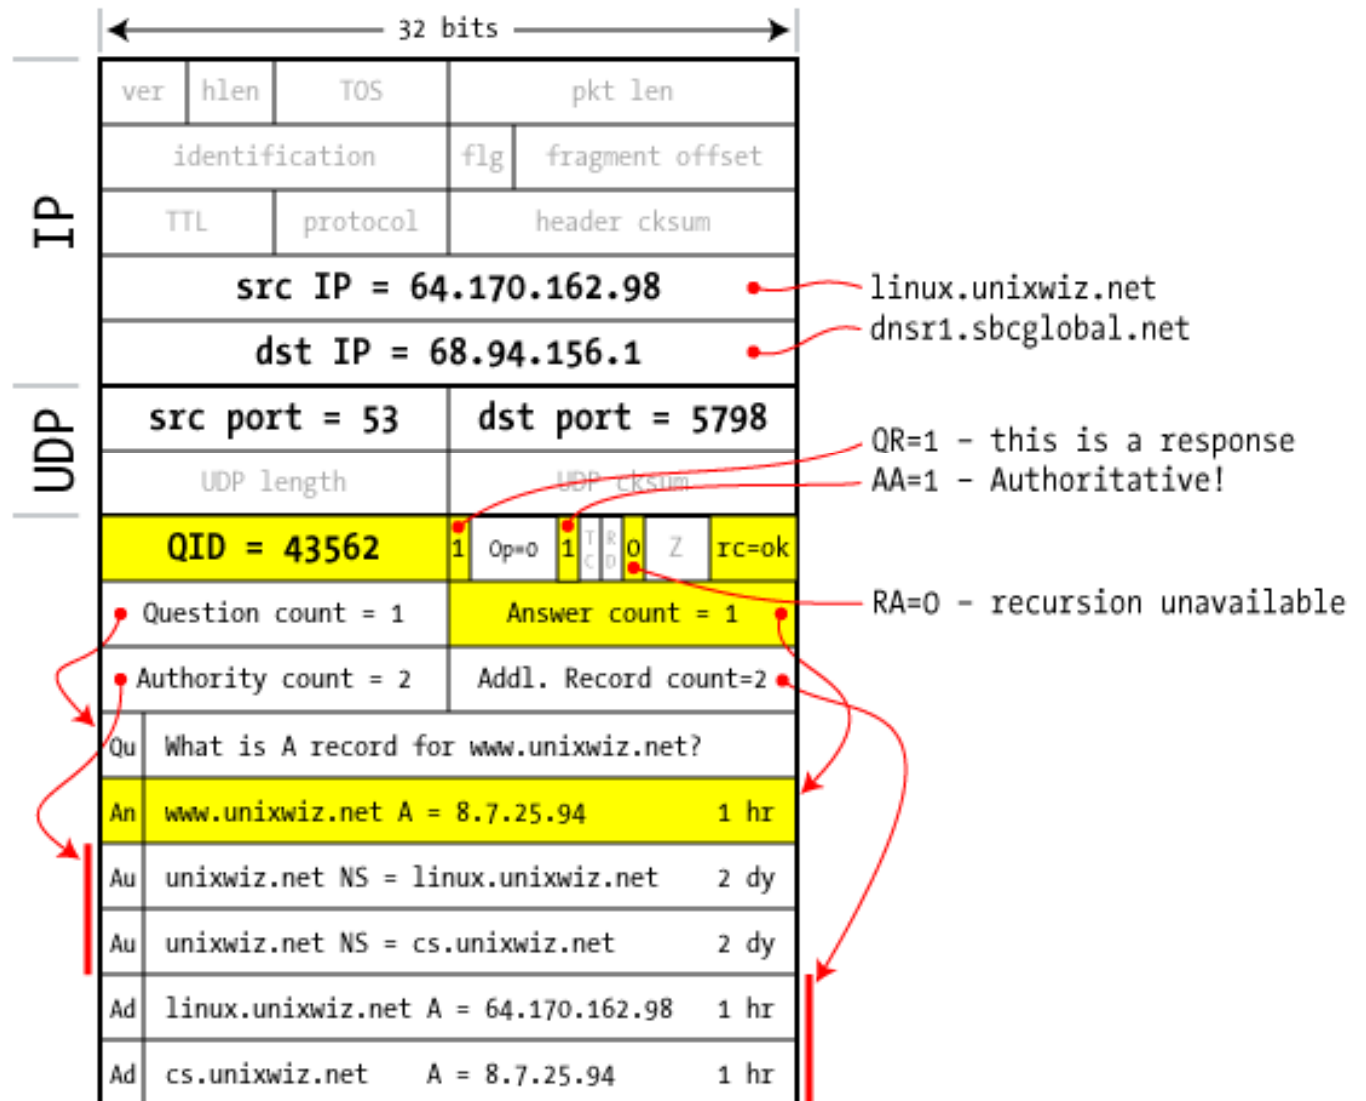 32 bits
ver hlen TOS pkt len
identification flg fragment offset
TTL protocol header cksum
IP
src IP = 64.170.162.98
linux.unixwiz.net
dst IP = 68.94.156.1
dnsr1.sbcglobal.net
UDP
src port = 53 dst port = 5798
QR=1 – this is a response
UDP length UDP cksum
AA=1 – Authoritative!
QID = 43562 1 Op=0 1 TC RD 0 Z rc=ok
RA=0 – recursion unavailable
Question count = 1 Answer count = 1
Authority count = 2 Addl. Record count=2
Qu What is A record for www.unixwiz.net?
An www.unixwiz.net A = 8.7.25.94 1 hr
Au unixwiz.net NS = linux.unixwiz.net 2 dy
Au unixwiz.net NS = cs.unixwiz.net 2 dy
Ad linux.unixwiz.net A = 64.170.162.98 1 hr
Ad cs.unixwiz.net A = 8.7.25.94 1 hr